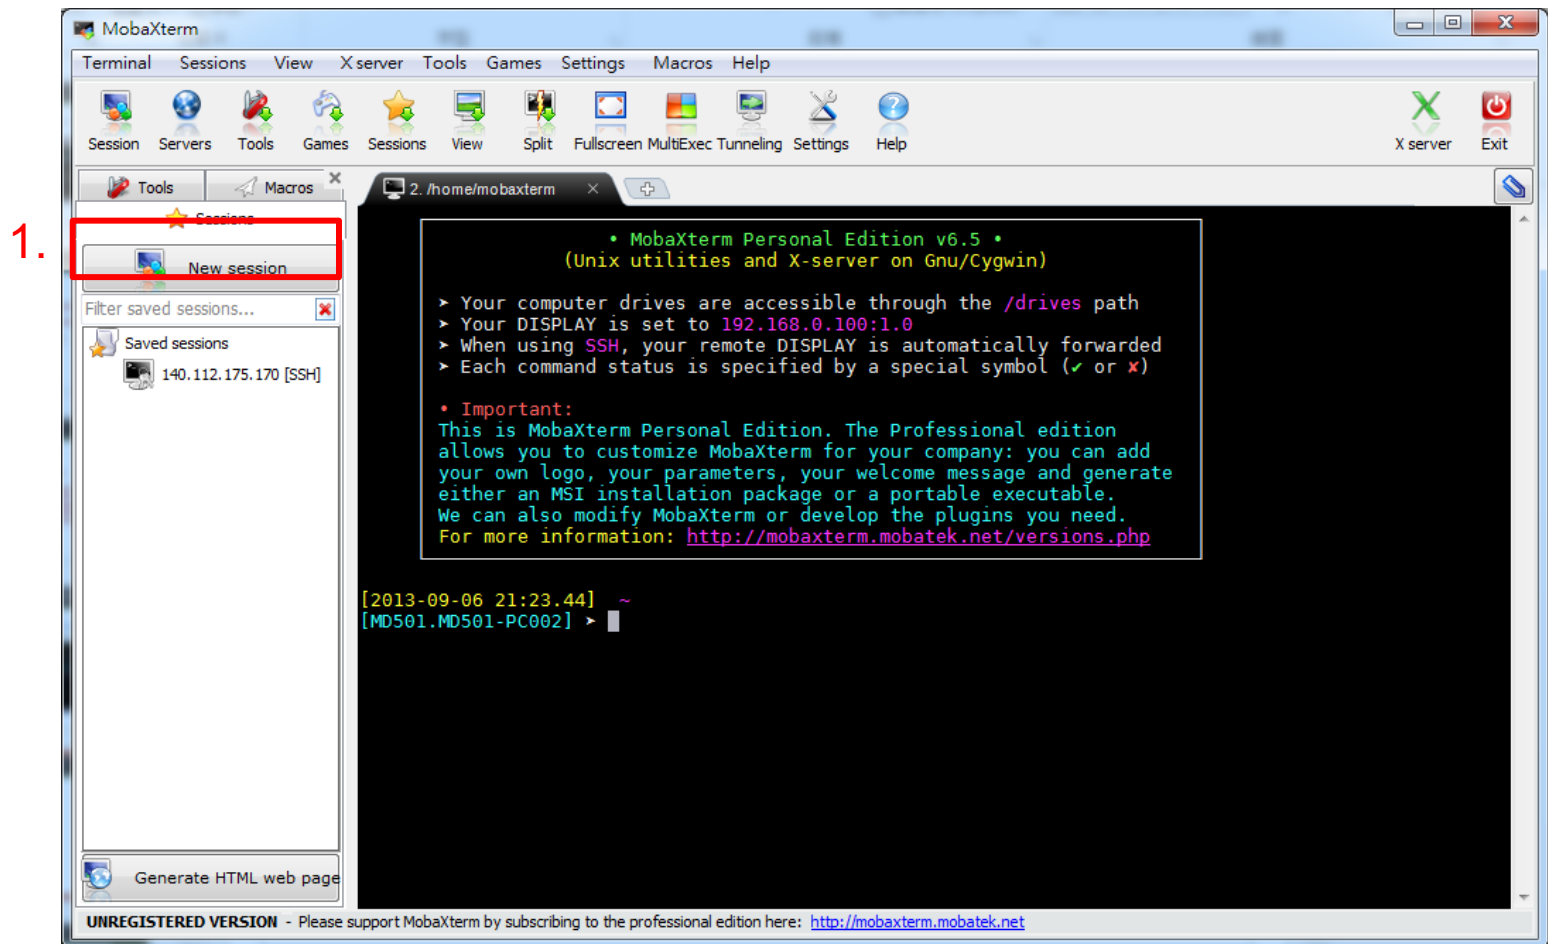 MobaXterm
Terminal Sessions View X server Tools Games Settings Macros Help
Session Servers Tools Games Sessions View Split Fullscreen MultiExec Tunneling Settings Help X server Exit
Tools Macros 2. /home/mobaxterm
Sessions
1.
New session
Filter saved sessions...
Saved sessions
140.112.175.170 [SSH]
• MobaXterm Personal Edition v6.5 •
(Unix utilities and X-server on Gnu/Cygwin)
➤ Your computer drives are accessible through the /drives path
➤ Your DISPLAY is set to 192.168.0.100:1.0
➤ When using SSH, your remote DISPLAY is automatically forwarded
➤ Each command status is specified by a special symbol (✔ or ✘)
• Important:
This is MobaXterm Personal Edition. The Professional edition
allows you to customize MobaXterm for your company: you can add
your own logo, your parameters, your welcome message and generate
either an MSI installation package or a portable executable.
We can also modify MobaXterm or develop the plugins you need.
For more information: http://mobaxterm.mobatek.net/versions.php
[2013-09-06 21:23.44] ~
[MD501.MD501-PC002] ➤
Generate HTML web page
UNREGISTERED VERSION - Please support MobaXterm by subscribing to the professional edition here: http://mobaxterm.mobatek.net